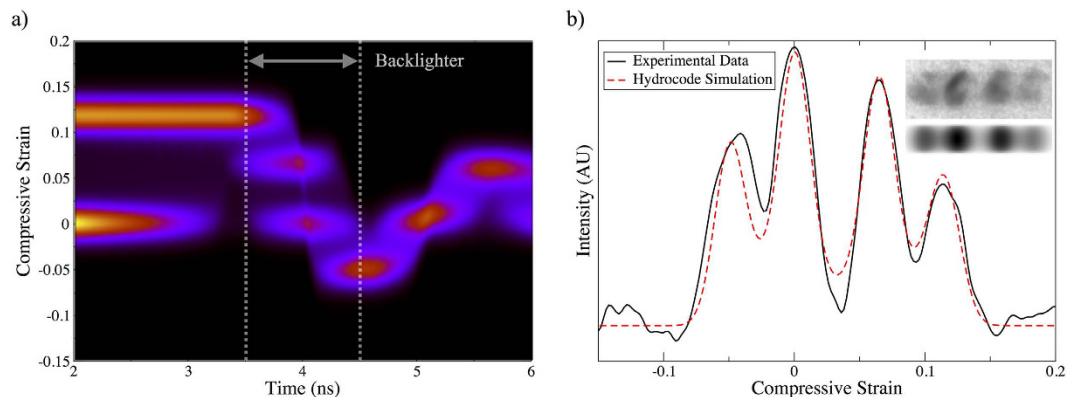 a)
0.2
0.15
0.1
0.05
0
-0.05
-0.1
-0.15
Compressive Strain
2
3
4
5
6
Time (ns)
Backlighter
b)
Experimental Data
Hydrocode Simulation
Intensity (AU)
-0.1
0
0.1
0.2
Compressive Strain